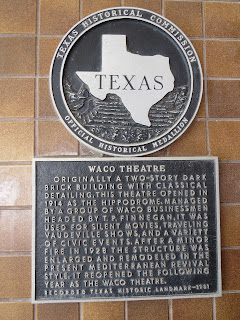 TEXAS HISTORICAL COMMISSION
TEXAS
OFFICIAL HISTORICAL MEDALLION
WACO THEATRE
ORIGINALLY A TWO-STORY DARK
BRICK BUILDING WITH CLASSICAL
DETAILING, THIS THEATRE OPENED IN
1914 AS THE HIPPODROME. MANAGED
BY A GROUP OF WACO BUSINESSMEN
HEADED BY T. P. FINNEGAN, IT WAS
USED FOR SILENT MOVIES, TRAVELING
VAUDEVILLE SHOWS, AND A VARIETY
OF CIVIC EVENTS. AFTER A MINOR
FIRE IN 1928 THE STRUCTURE WAS
ENLARGED AND REMODELED IN THE
PRESENT MEDITERRANEAN REVIVAL
STYLE. IT REOPENED THE FOLLOWING
YEAR AS THE WACO THEATRE.
RECORDED TEXAS HISTORIC LANDMARK-1981